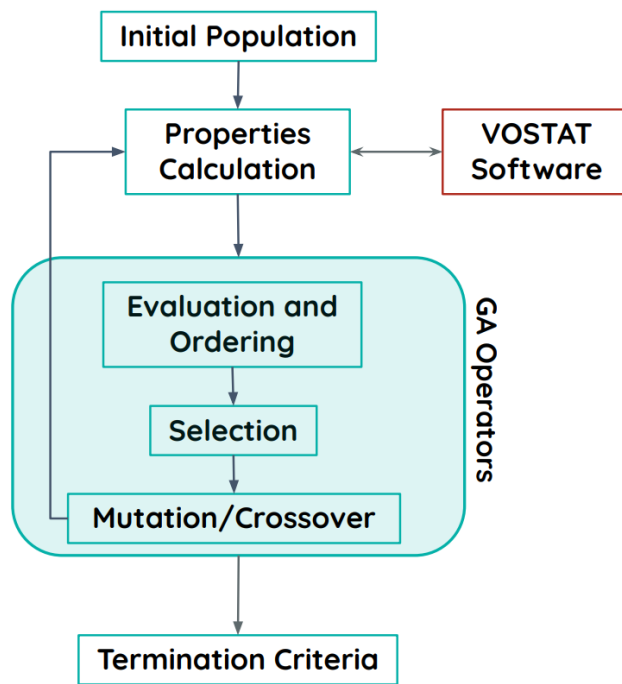 Initial Population
Properties
Calculation
VOSTAT
Software
Evaluation and
Ordering
Selection
Mutation/Crossover
GA Operators
Termination Criteria